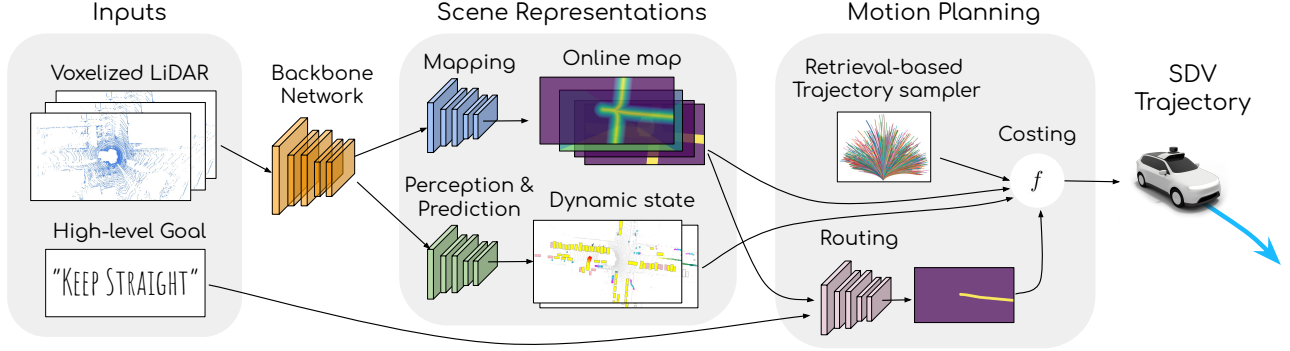 Inputs
Scene Representations
Motion Planning
Voxelized LiDAR
Backbone
Network
Mapping
Online map
Retrieval-based
Trajectory sampler
SDV
Trajectory
Costing
f
Perception &
Prediction
Dynamic state
High-level Goal
"Keep Straight"
Routing